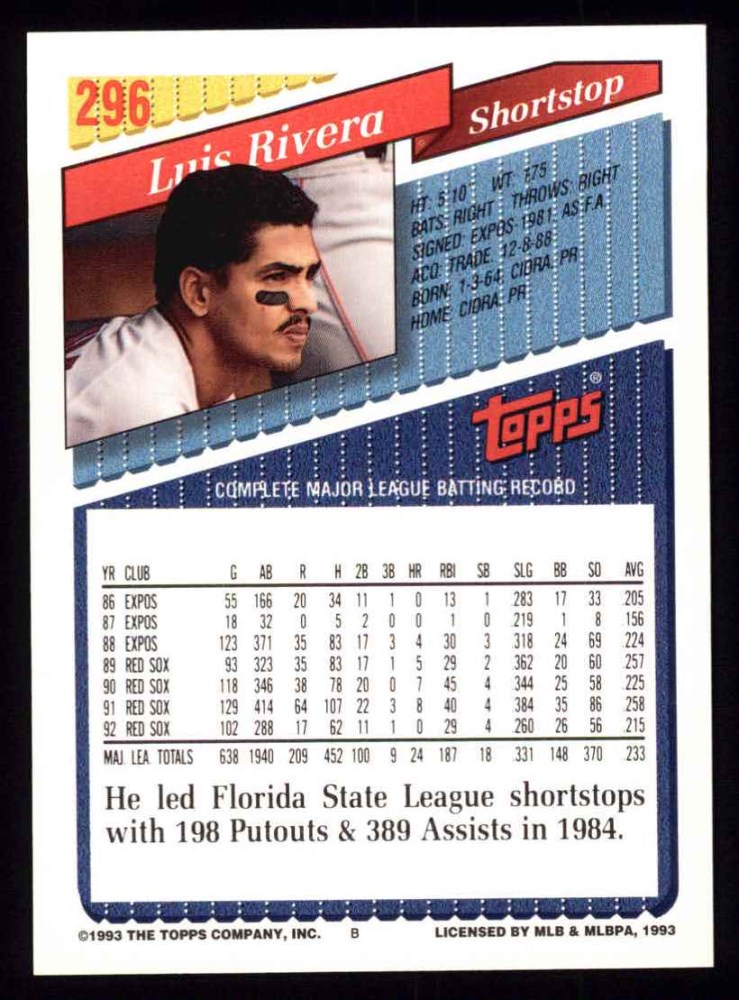 296
Luis Rivera
Shortstop
HT: 5'10" WT: 175
BATS: RIGHT THROWS: RIGHT
SIGNED: EXPOS-1981, AS F.A.
ACQ: TRADE, 12-8-88
BORN: 1-3-64, CIDRA, PR
HOME: CIDRA, PR
topps®
COMPLETE MAJOR LEAGUE BATTING RECORD
YR CLUB G AB R H 2B 3B HR RBI SB SLG BB SO AVG
86 EXPOS 55 166 20 34 11 1 0 13 1 .283 17 33 .205
87 EXPOS 18 32 0 5 2 0 0 1 0 .219 1 8 .156
88 EXPOS 123 371 35 83 17 3 4 30 3 .318 24 69 .224
89 RED SOX 93 323 35 83 17 1 5 29 2 .362 20 60 .257
90 RED SOX 118 346 38 78 20 0 7 45 4 .344 25 58 .225
91 RED SOX 129 414 64 107 22 3 8 40 4 .384 35 86 .258
92 RED SOX 102 288 17 62 11 1 0 29 4 .260 26 56 .215
MAJ. LEA. TOTALS 638 1940 209 452 100 9 24 187 18 .331 148 370 .233
He led Florida State League shortstops
with 198 Putouts & 389 Assists in 1984.
©1993 THE TOPPS COMPANY, INC. B LICENSED BY MLB & MLBPA, 1993